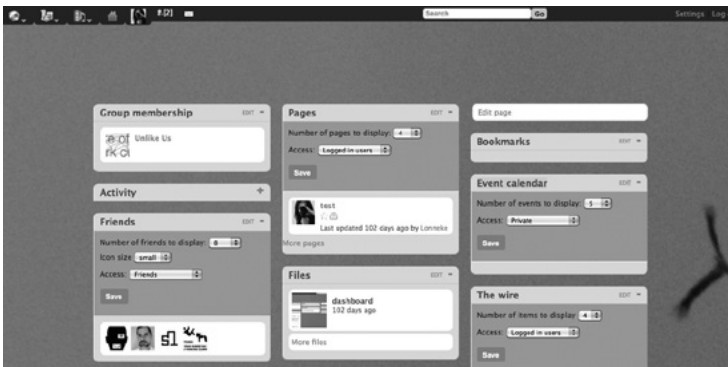 Search
Go
Settings
Log
Group membership
EDIT
Unlike Us
Activity
+
Friends
EDIT
Number of friends to display: 8
Icon size small
Access: Friends
Save
Pages
EDIT
Number of pages to display: 4
Access: Logged in users
Save
test
Last updated 102 days ago by Lonneke
More pages
Files
EDIT
dashboard
102 days ago
More files
Edit page
Bookmarks
EDIT
Event calendar
EDIT
Number of events to display: 5
Access: Private
Save
The wire
EDIT
Number of items to display 4
Access: Logged in users
Save